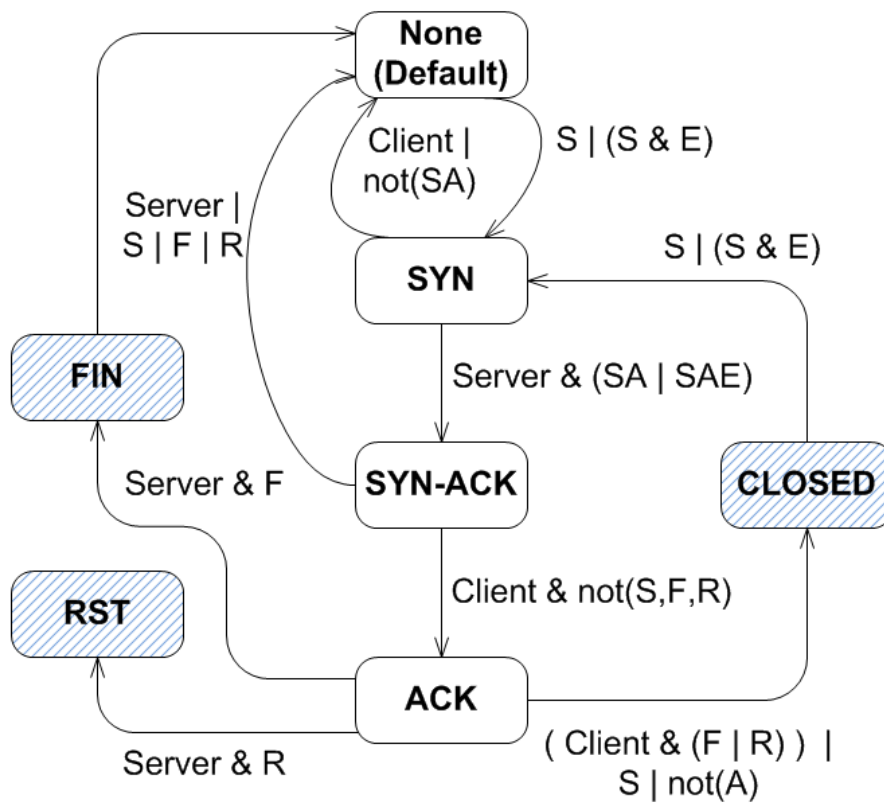 None
(Default)
Client |
not(SA)
S | (S & E)
Server |
S | F | R
SYN
S | (S & E)
FIN
Server & (SA | SAE)
SYN-ACK
CLOSED
Server & F
RST
Client & not(S,F,R)
ACK
Server & R
( Client & (F | R) ) |
S | not(A)